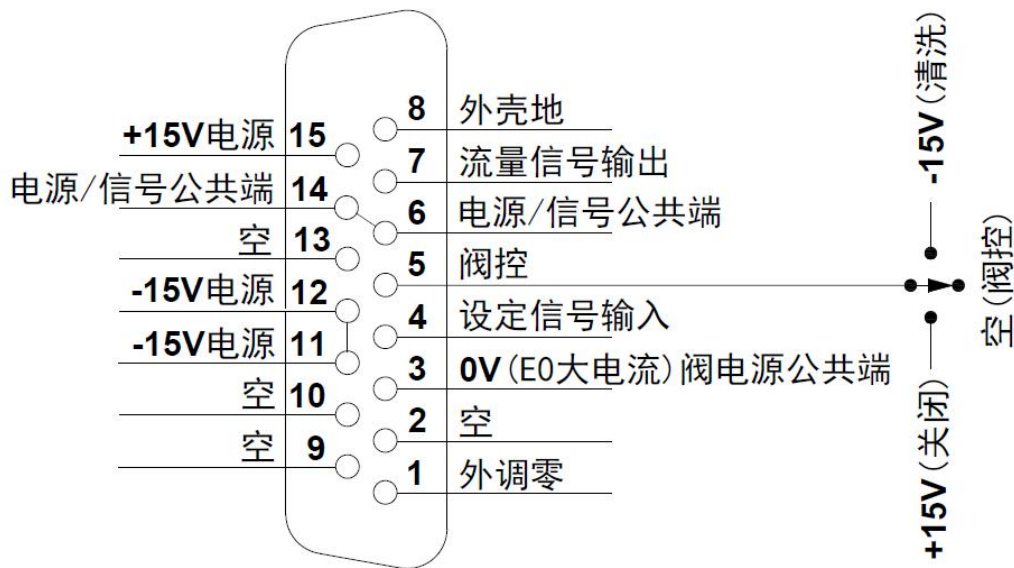 8 外壳地
+15V电源 15
7 流量信号输出
电源/信号公共端 14
6 电源/信号公共端
空 13
5 阀控
-15V电源 12
4 设定信号输入
-15V电源 11
3 0V(E0大电流)阀电源公共端
空 10
2 空
空 9
1 外调零
-15V(清洗)
空(阀控)
+15V(关闭)